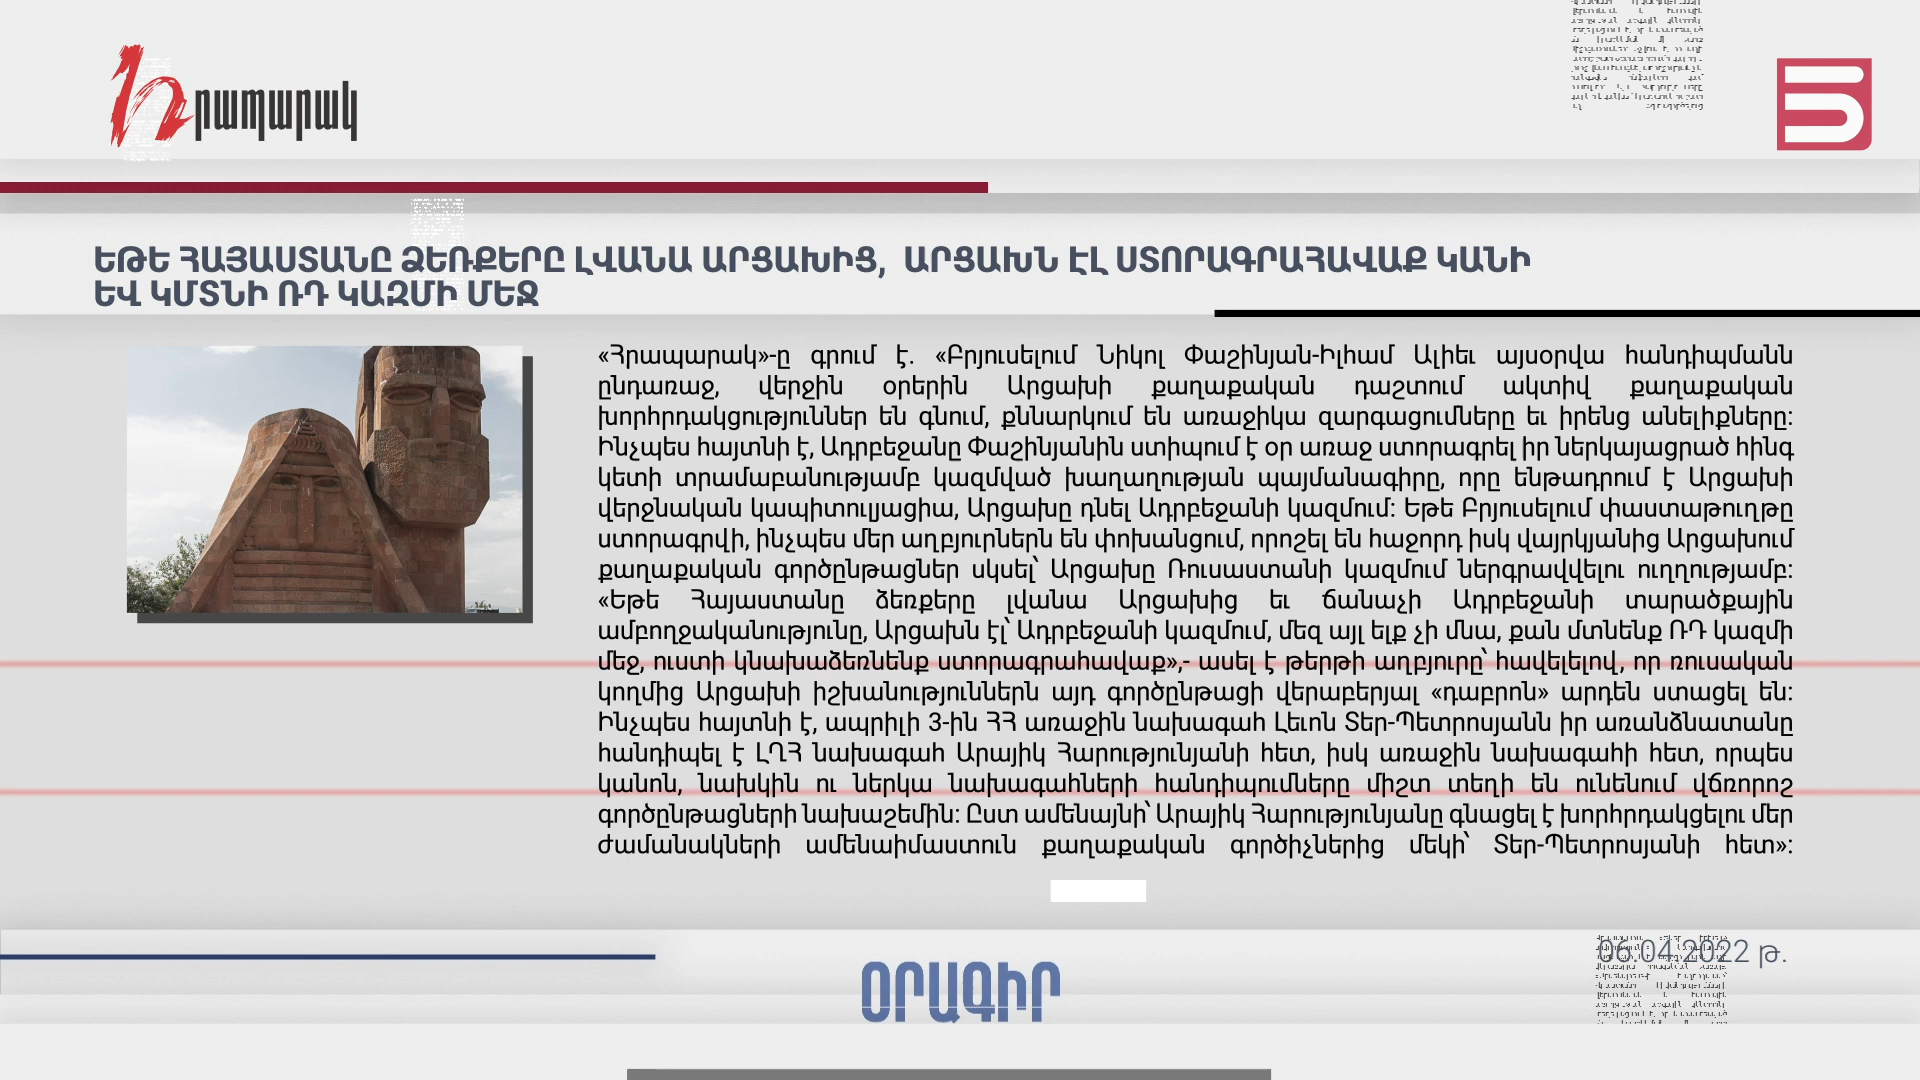 Հրապարակ
ԵԹԵ ՀԱՅԱՍՏԱՆԸ ՁԵՌՔԵՐԸ ԼՎԱՆԱ ԱՐՑԱԽԻՑ, ԱՐՑԱԽՆ ԷԼ ՍՏՈՐԱԳՐԱՀԱՎԱՔ ԿԱՆԻ
ԵՎ ԿՄՏՆԻ ՌԴ ԿԱԶՄԻ ՄԵՋ
«Հրապարակ»-ը գրում է. «Բրյուսելում Նիկոլ Փաշինյան-Իլհամ Ալիեւ այսօրվա հանդիպմանն
ընդառաջ, վերջին օրերին Արցախի քաղաքական դաշտում ակտիվ քաղաքական
խորհրդակցություններ են գնում, քննարկում են առաջիկա զարգացումները եւ իրենց անելիքները:
Ինչպես հայտնի է, Ադրբեջանը Փաշինյանին ստիպում է օր առաջ ստորագրել իր ներկայացրած հինգ
կետի տրամաբանությամբ կազմված խաղաղության պայմանագիրը, որը ենթադրում է Արցախի
վերջնական կապիտուլյացիա, Արցախը դնել Ադրբեջանի կազմում: Եթե Բրյուսելում փաստաթուղթը
ստորագրվի, ինչպես մեր աղբյուրներն են փոխանցում, որոշել են հաջորդ իսկ վայրկյանից Արցախում
քաղաքական գործընթացներ սկսել՝ Արցախը Ռուսաստանի կազմում ներգրավվելու ուղղությամբ:
«Եթե Հայաստանը ձեռքերը լվանա Արցախից եւ ճանաչի Ադրբեջանի տարածքային
ամբողջականությունը, Արցախն էլ՝ Ադրբեջանի կազմում, մեզ այլ ելք չի մնա, քան մտնենք ՌԴ կազմի
մեջ, ուստի կնախաձեռնենք ստորագրահավաք»,- ասել է թերթի աղբյուրը՝ հավելելով, որ ռուսական
կողմից Արցախի իշխանություններն այդ գործընթացի վերաբերյալ «դաբրոն» արդեն ստացել են:
Ինչպես հայտնի է, ապրիլի 3-ին ՀՀ առաջին նախագահ Լեւոն Տեր-Պետրոսյանն իր առանձնատանը
հանդիպել է ԼՂՀ նախագահ Արայիկ Հարությունյանի հետ, իսկ առաջին նախագահի հետ, որպես
կանոն, նախկին ու ներկա նախագահների հանդիպումները միշտ տեղի են ունենում վճռորոշ
գործընթացների նախաշեմին: Ըստ ամենայնի՝ Արայիկ Հարությունյանը գնացել է խորհրդակցելու մեր
ժամանակների ամենաիմաստուն քաղաքական գործիչներից մեկի՝ Տեր-Պետրոսյանի հետ»:
06.04.2022 թ.
ՕՐԱԳԻՐ